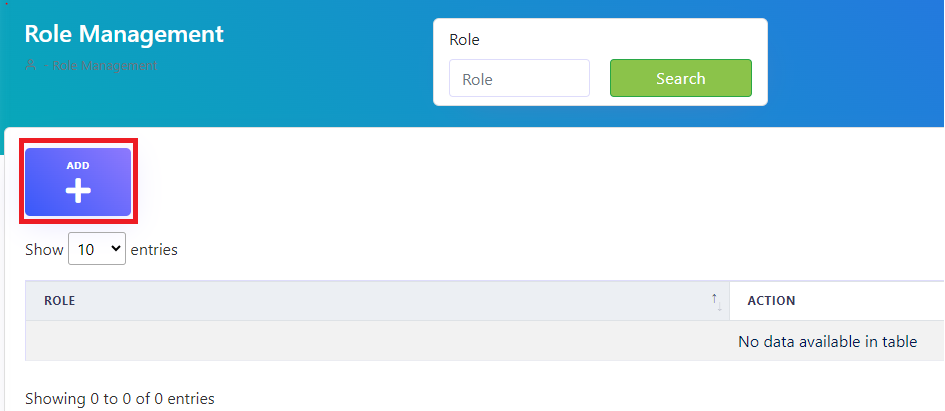 Role Management
Role Management
Role
Role
Search
ADD
Show 10 entries
ROLE
ACTION
No data available in table
Showing 0 to 0 of 0 entries